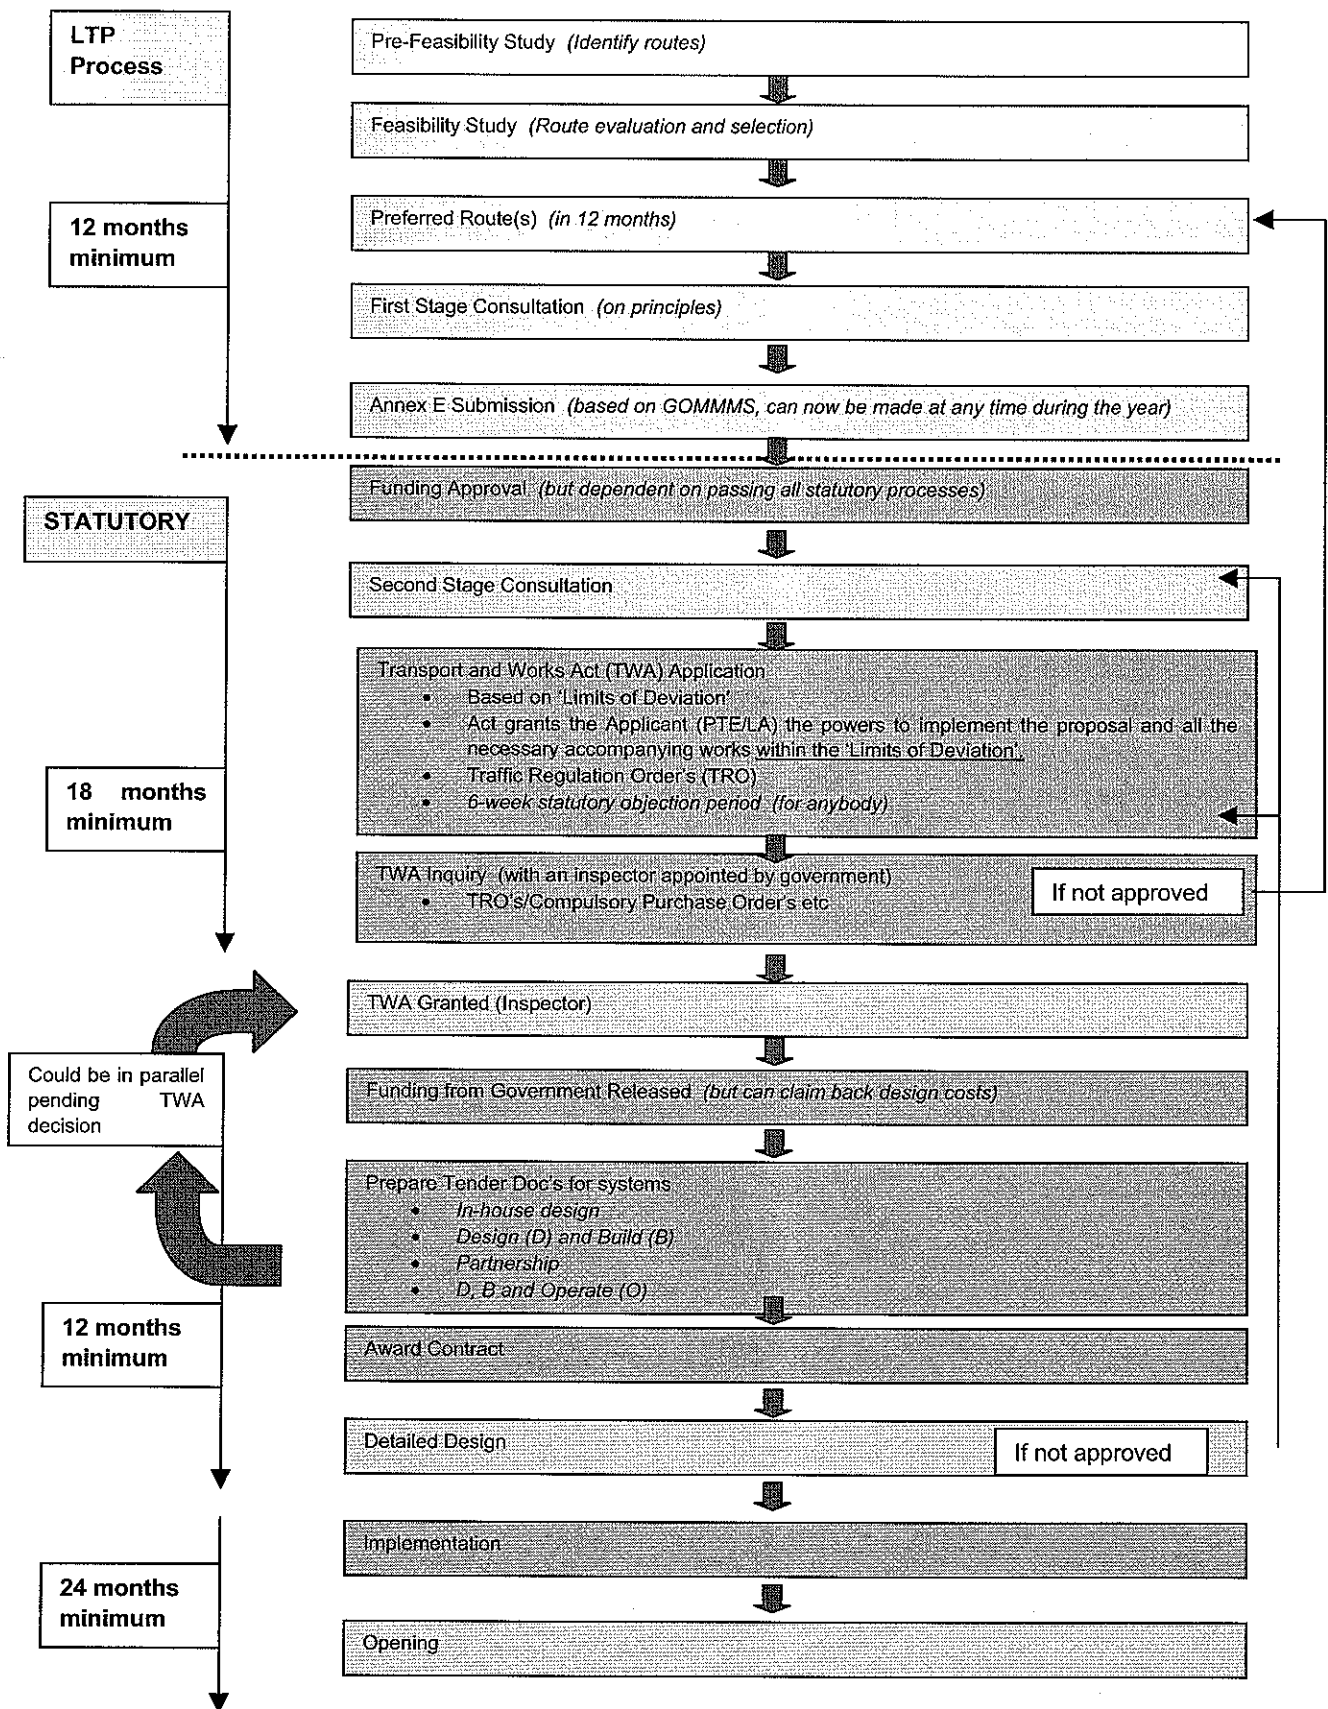 LTP
Process
Pre-Feasibility Study (Identify routes)
Feasibility Study (Route evaluation and selection)
12 months
minimum
Preferred Route(s) (in 12 months)
First Stage Consultation (on principles)
Annex E Submission (based on GOMMMS, can now be made at any time during the year)
Funding Approval (but dependent on passing all statutory processes)
STATUTORY
Second Stage Consultation
Transport and Works Act (TWA) Application
• Based on 'Limits of Deviation'
• Act grants the Applicant (PTE/LA) the powers to implement the proposal and all the
necessary accompanying works within the 'Limits of Deviation'.
• Traffic Regulation Order's (TRO)
• 6-week statutory objection period (for anybody)
18 months
minimum
TWA Inquiry (with an inspector appointed by government)
• TRO's/Compulsory Purchase Order's etc
If not approved
TWA Granted (Inspector)
Could be in parallel
pending TWA
decision
Funding from Government Released (but can claim back design costs)
Prepare Tender Doc's for systems
• In-house design
• Design (D) and Build (B)
• Partnership
• D, B and Operate (O)
12 months
minimum
Award Contract
Detailed Design
If not approved
Implementation
24 months
minimum
Opening